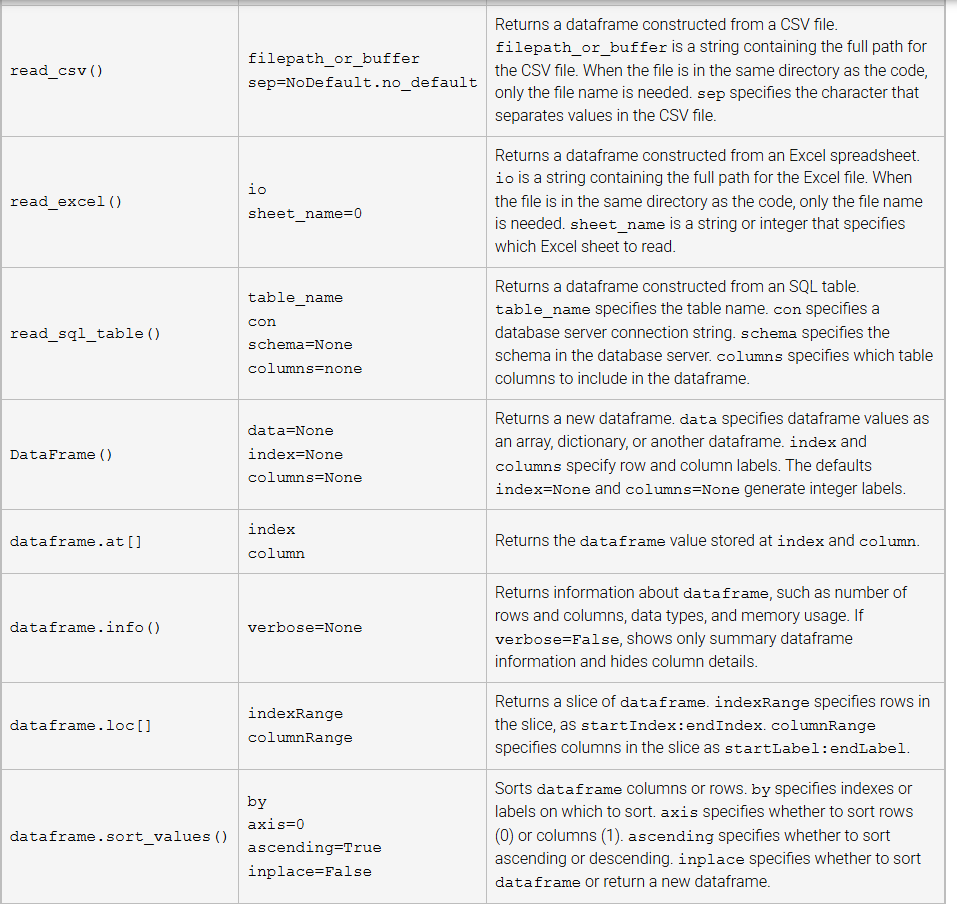 read_csv()
filepath_or_buffer
sep=NoDefault.no_default
Returns a dataframe constructed from a CSV file.
filepath_or_buffer is a string containing the full path for
the CSV file. When the file is in the same directory as the code,
only the file name is needed. sep specifies the character that
separates values in the CSV file.
read_excel()
io
sheet_name=0
Returns a dataframe constructed from an Excel spreadsheet.
io is a string containing the full path for the Excel file. When
the file is in the same directory as the code, only the file name
is needed. sheet_name is a string or integer that specifies
which Excel sheet to read.
read_sql_table()
table_name
con
schema=None
columns=none
Returns a dataframe constructed from an SQL table.
table_name specifies the table name. con specifies a
database server connection string. schema specifies the
schema in the database server. columns specifies which table
columns to include in the dataframe.
DataFrame()
data=None
index=None
columns=None
Returns a new dataframe. data specifies dataframe values as
an array, dictionary, or another dataframe. index and
columns specify row and column labels. The defaults
index=None and columns=None generate integer labels.
dataframe.at[]
index
column
Returns the dataframe value stored at index and column.
dataframe.info()
verbose=None
Returns information about dataframe, such as number of
rows and columns, data types, and memory usage. If
verbose=False, shows only summary dataframe
information and hides column details.
dataframe.loc[]
indexRange
columnRange
Returns a slice of dataframe. indexRange specifies rows in
the slice, as startIndex:endIndex. columnRange
specifies columns in the slice as startLabel:endLabel.
dataframe.sort_values()
by
axis=0
ascending=True
inplace=False
Sorts dataframe columns or rows. by specifies indexes or
labels on which to sort. axis specifies whether to sort rows
(0) or columns (1). ascending specifies whether to sort
ascending or descending. inplace specifies whether to sort
dataframe or return a new dataframe.